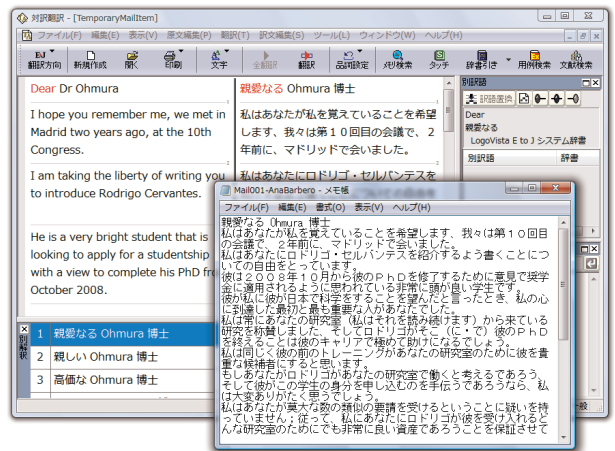 対訳翻訳 - [TemporaryMailItem]
ファイル(F) 編集(E) 表示(V) 原文編集(P) 翻訳(T) 訳文編集(S) ツール(L) ウィンドウ(W) ヘルプ(H)
EJ
翻訳方向 新規作成 開く 印刷 文字 全翻訳 翻訳 品詞設定 メモリ検索 タッチ 辞書引き 用例検索 文献検索
Dear Dr Ohmura
親愛なる Ohmura 博士
I hope you remember me, we met in
Madrid two years ago, at the 10th
Congress.
私はあなたが私を覚えていることを希望
します、我々は第１０回目の会議で、２
年前に、マドリッドで会いました。
I am taking the liberty of writing you
to introduce Rodrigo Cervantes.
私はあなたにロドリゴ・セルバンテスを
He is a very bright student that is
looking to apply for a studentship
with a view to complete his PhD fr
October 2008.
別訳語
訳語置換
Dear
親愛なる
LogoVista E to J システム辞書
別訳語 辞書
別解釈
1 親愛なる Ohmura 博士
2 親しい Ohmura 博士
3 高価な Ohmura 博士
Mail001-AnaBarbero - メモ帳
ファイル(F) 編集(E) 書式(O) 表示(V) ヘルプ(H)
親愛なる Ohmura 博士
私はあなたが私を覚えていることを希望します、我々は第１０回目
の会議で、２年前に、マドリッドで会いました。
私はあなたにロドリゴ・セルバンテスを紹介するよう書くことにつ
いての自由をとっています。
彼は２００８年１０月から彼のＰｈＤを修了するために意見で奨学
金に適用されるように思われている非常に頭が良い学生です。
彼が私に彼が日本で科学をすることを望んだと言ったとき、私の心
に到達した最初と最も重要な人があなたでした。
私は常にあなたの研究室（私はそれを読み続けます）から来ている
研究を称賛しました、そしてロドリゴがそこ（に・で）彼のＰｈＤ
を終えることは彼のキャリアで極めて助けになるでしょう。
私は同じく彼の前のトレーニングがあなたの研究室のために彼を貴
重な候補者にすると思います。
もしあなたがロドリゴがあなたの研究室で働くと考えるであろう、
そして彼がこの学生の身分を申し込むのを手伝うであろうなら、私
は大変ありがたく思うでしょう。
私はあなたが莫大な数の類似の要請を受けるということに疑いを持
っていません；従って、私にあなたにロドリゴが彼を受け入れるど
んな研究室のためにでも非常に良い資産であろうことを保証させて